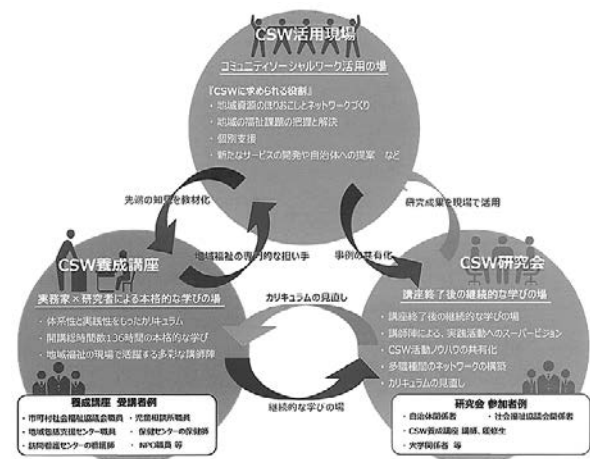 CSW活用現場
コミュニティソーシャルワーク活用の場
『CSWに求められる役割』
・地域資源のほりおこしとネットワークづくり
・地域の福祉課題の把握と解決
・個別支援
・新たなサービスの開発や自治体への提案 など
先端の知見を教材化
地域福祉の専門的な担い手
事例の共有化
研究成果を現場で活用
CSW養成講座
実務家×研究者による本格的な学びの場
・体系性と実践性をもったカリキュラム
・開講総時間数136時間の本格的な学び
・地域福祉の現場で活躍する多彩な講師陣
養成講座 受講者例
・市町村社会福祉協議会職員 ・児童相談所職員
・地域包括支援センター職員 ・保健センターの保健師
・訪問看護センターの看護師 ・NPO職員 等
カリキュラムの見直し
継続的な学びの場
CSW研究会
講座終了後の継続的な学びの場
・講座終了後の継続的な学びの場
・講師陣による、実践活動へのスーパービジョン
・CSW活動ノウハウの共有化
・多職種間のネットワークの構築
・カリキュラムの見直し
研究会 参加者例
・自治体関係者 ・社会福祉協議会関係者
・CSW養成講座 講師、履修生
・大学関係者 等